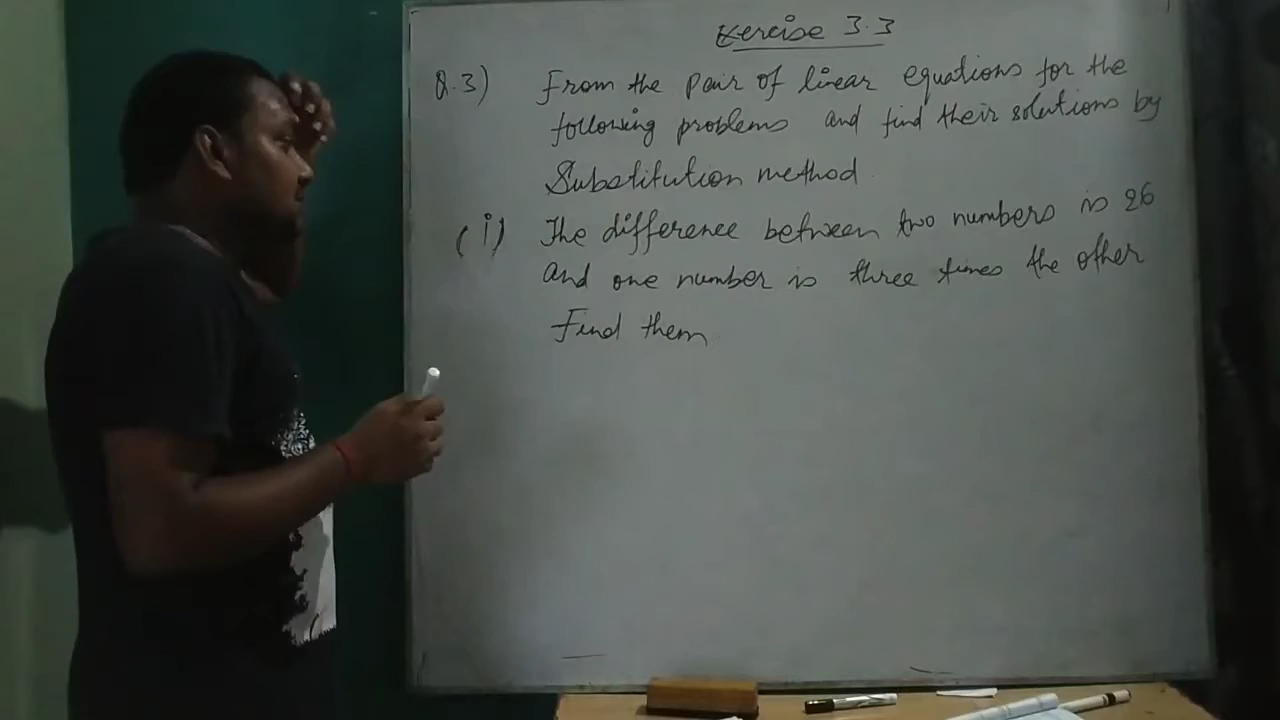 Exercise 3.3
Q.3) From the pair of linear equations for the
following problems and find their solutions by
Substitution method
(i) The difference between two numbers is 26
and one number is three times the other
Find them